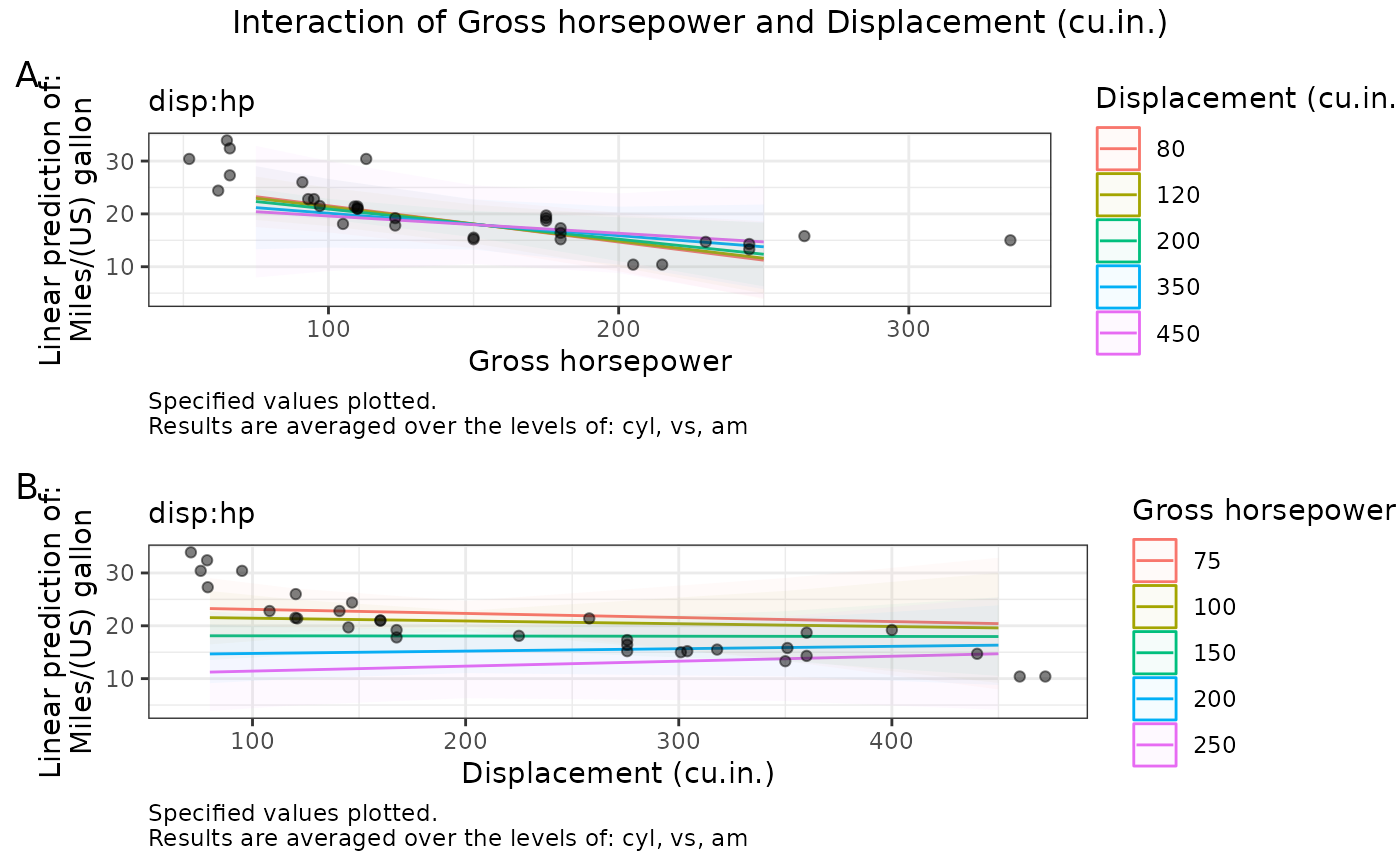 Interaction of Gross horsepower and Displacement (cu.in.)
A
disp:hp
Linear prediction of:
Miles/(US) gallon
30
20
10
100
200
300
Gross horsepower
Displacement (cu.in.
80
120
200
350
450
Specified values plotted.
Results are averaged over the levels of: cyl, vs, am
B
disp:hp
Linear prediction of:
Miles/(US) gallon
30
20
10
100
200
300
400
Displacement (cu.in.)
Gross horsepower
75
100
150
200
250
Specified values plotted.
Results are averaged over the levels of: cyl, vs, am